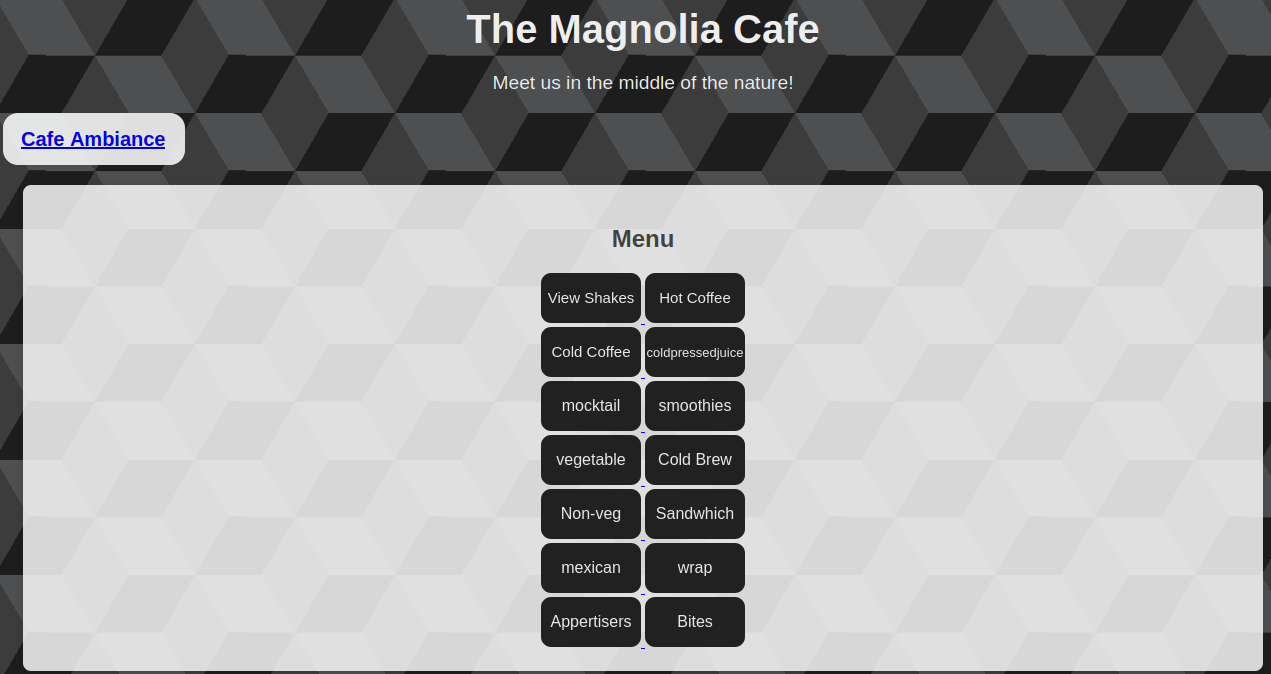 The Magnolia Cafe
Meet us in the middle of the nature!
Cafe Ambiance
Menu
View Shakes Hot Coffee
Cold Coffee coldpressedjuice
mocktail smoothies
vegetable Cold Brew
Non-veg Sandwhich
mexican wrap
Appertisers Bites